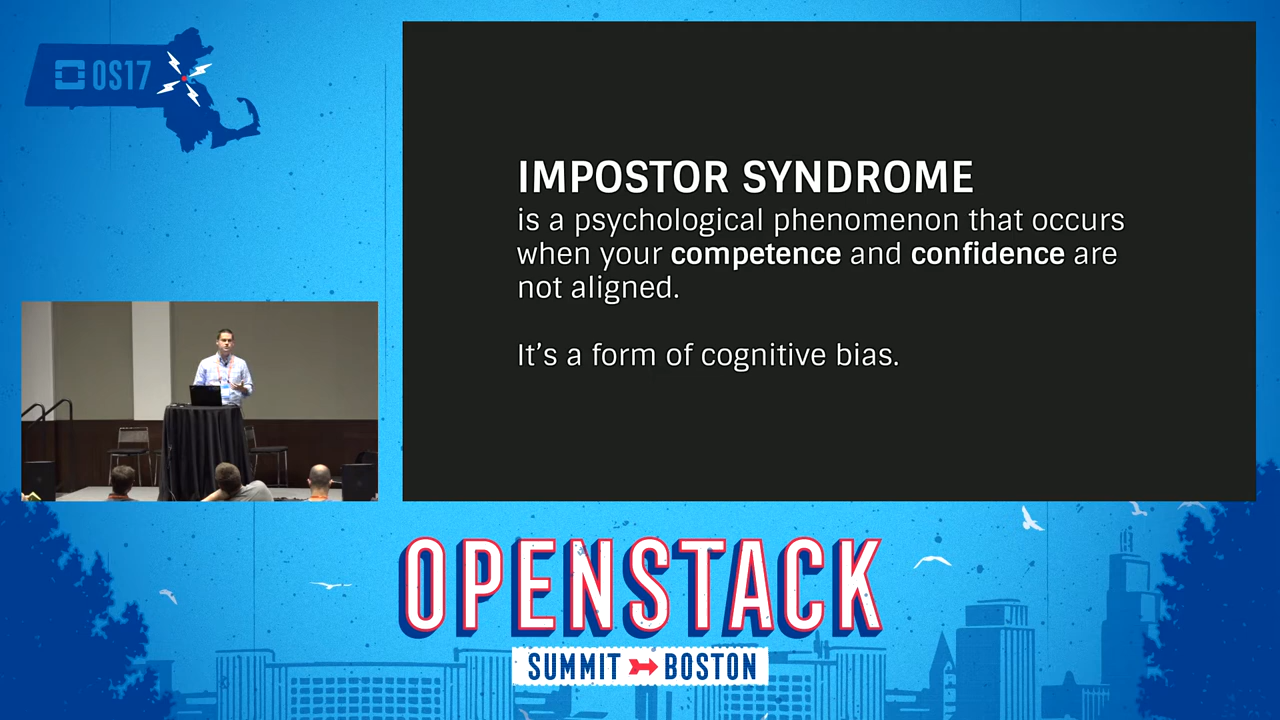 OS17
IMPOSTOR SYNDROME
is a psychological phenomenon that occurs
when your competence and confidence are
not aligned.
It’s a form of cognitive bias.
OPENSTACK
SUMMIT BOSTON